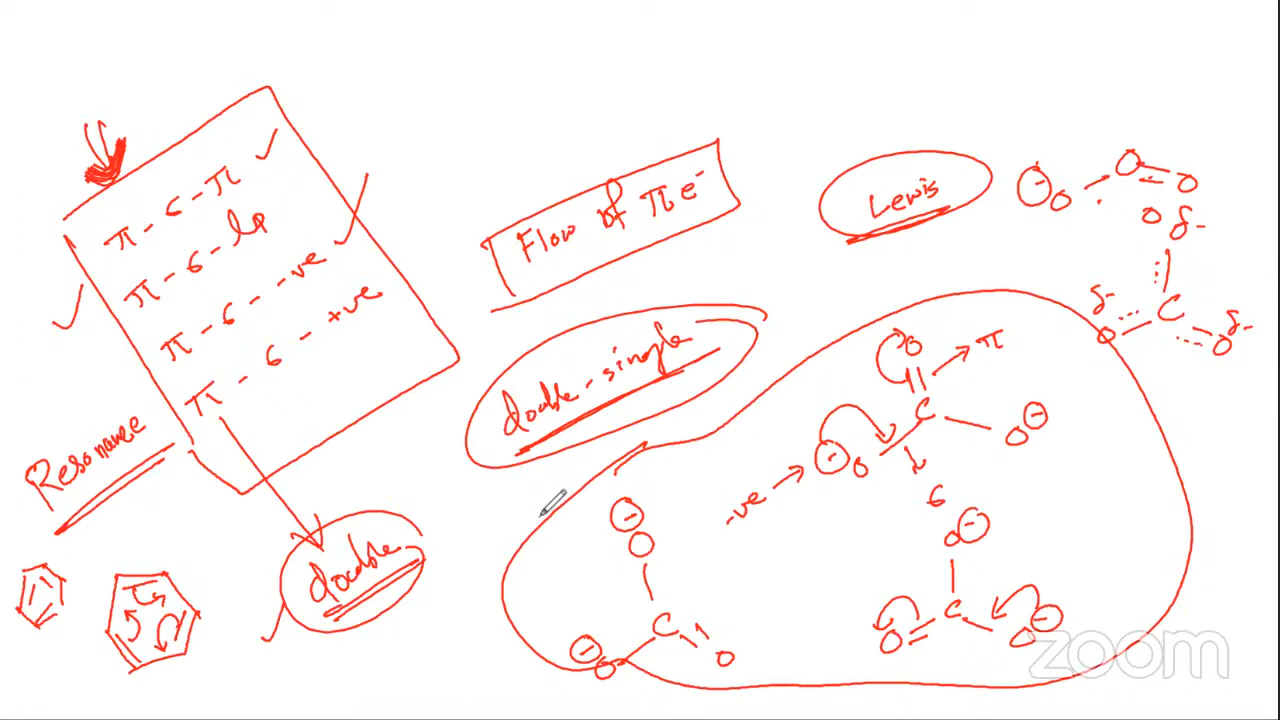 π - σ - π
π - σ - lp
π - σ - -ve
π - σ - +ve
Resonance
double
Flow of π e⁻
double - single
Lewis
⊖ O O O
O δ-
δ- C δ-
O O
O π
C
⊖ O O ⊖
-ve σ
⊖
O
C
⊖ O O
O ⊖
C
O O ⊖
zoom